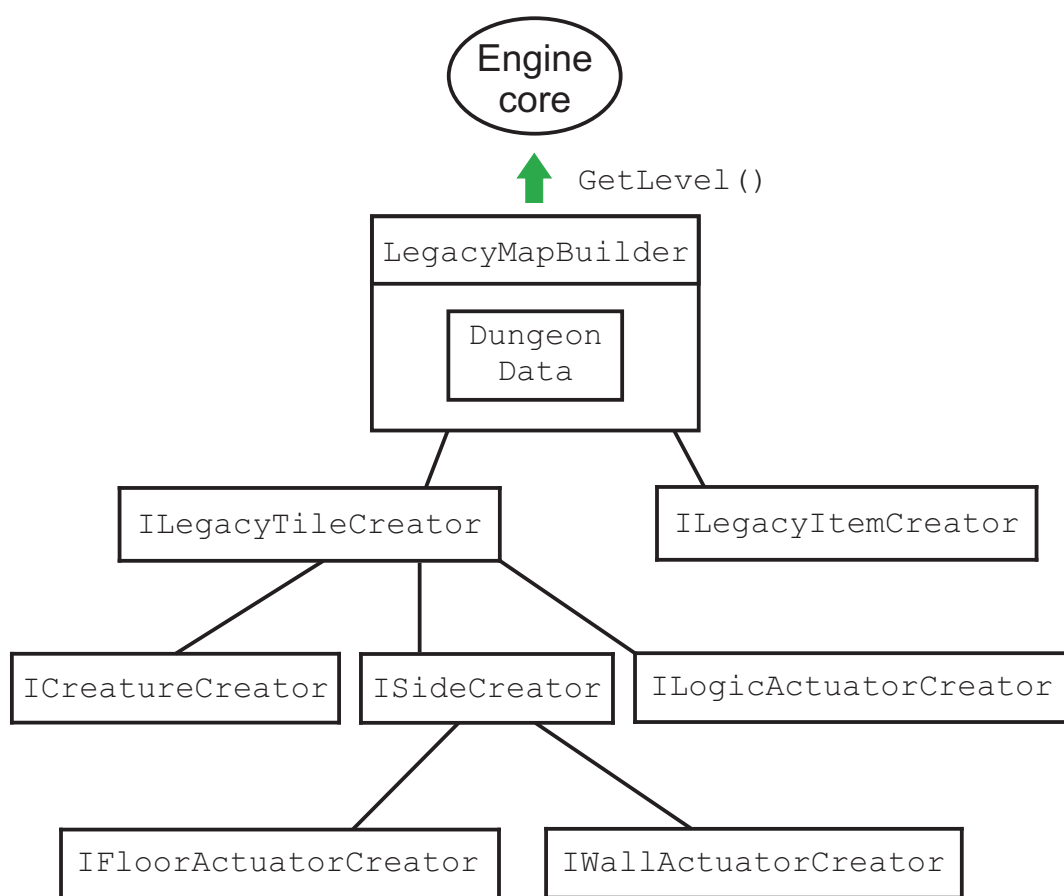 Engine
core
GetLevel()
LegacyMapBuilder
Dungeon
Data
ILegacyTileCreator
ILegacyItemCreator
ICreatureCreator
ISideCreator
ILogicActuatorCreator
IFloorActuatorCreator
IWallActuatorCreator